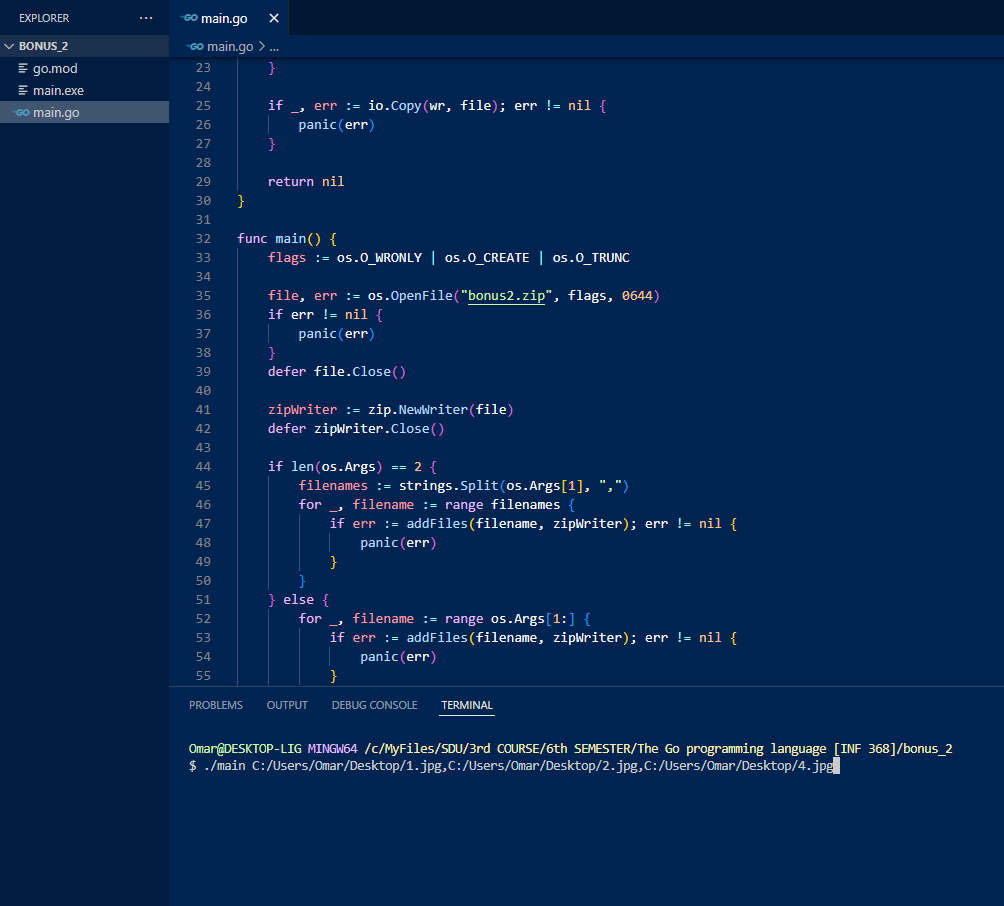 EXPLORER ...
BONUS_2
go.mod
main.exe
GO main.go
GO main.go
GO main.go > ...
23 }
24
25 if _, err := io.Copy(wr, file); err != nil {
26 panic(err)
27 }
28
29 return nil
30 }
31
32 func main() {
33 flags := os.O_WRONLY | os.O_CREATE | os.O_TRUNC
34
35 file, err := os.OpenFile("bonus2.zip", flags, 0644)
36 if err != nil {
37 panic(err)
38 }
39 defer file.Close()
40
41 zipWriter := zip.NewWriter(file)
42 defer zipWriter.Close()
43
44 if len(os.Args) == 2 {
45 filenames := strings.Split(os.Args[1], ",")
46 for _, filename := range filenames {
47 if err := addFiles(filename, zipWriter); err != nil {
48 panic(err)
49 }
50 }
51 } else {
52 for _, filename := range os.Args[1:] {
53 if err := addFiles(filename, zipWriter); err != nil {
54 panic(err)
55 }
PROBLEMS OUTPUT DEBUG CONSOLE TERMINAL
Omar@DESKTOP-LIG MINGW64 /c/MyFiles/SDU/3rd COURSE/6th SEMESTER/The Go programming language [INF 368]/bonus_2
$ ./main C:/Users/Omar/Desktop/1.jpg,C:/Users/Omar/Desktop/2.jpg,C:/Users/Omar/Desktop/4.jpg